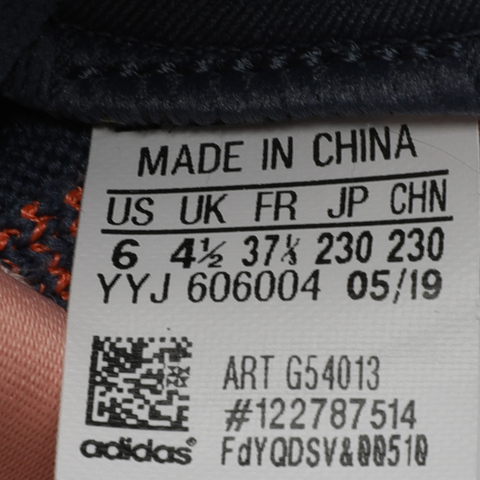 MADE IN CHINA
US UK FR JP CHN
6 4½ 37⅓ 230 230
YYJ 606004 05/19
ART G54013
#122787514
adidas®
FdYQDSV&00510